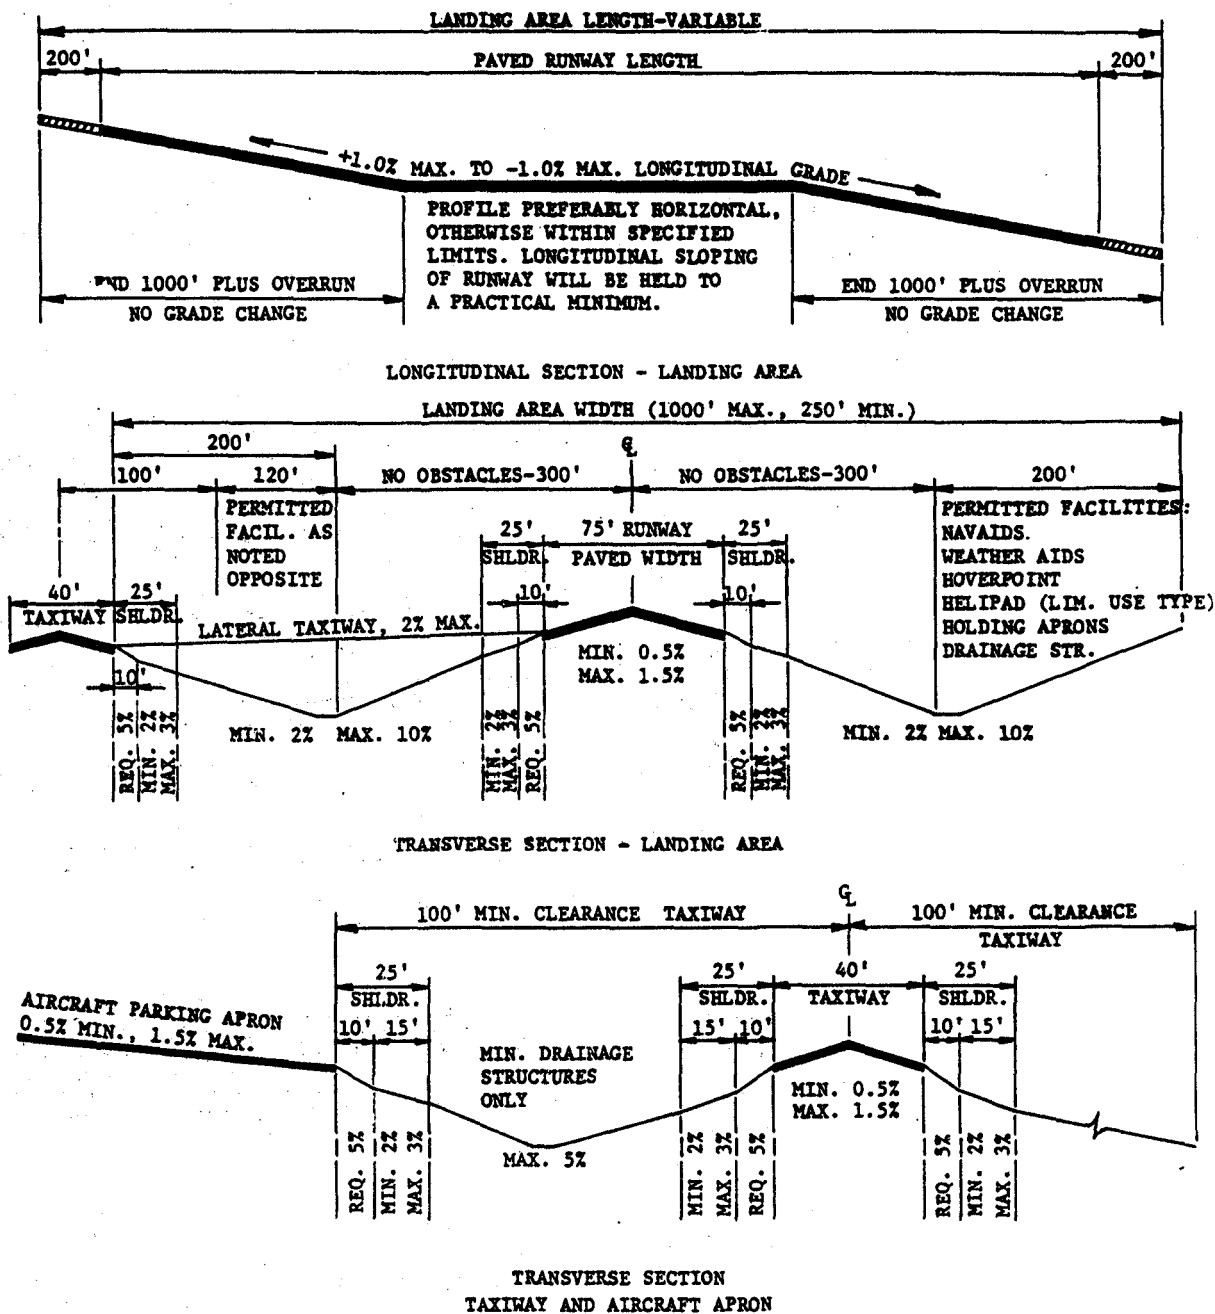 LANDING AREA LENGTH-VARIABLE
200'
PAVED RUNWAY LENGTH
200'
+1.0% MAX. TO -1.0% MAX. LONGITUDINAL GRADE
PROFILE PREFERABLY HORIZONTAL,
OTHERWISE WITHIN SPECIFIED
LIMITS. LONGITUDINAL SLOPING
OF RUNWAY WILL BE HELD TO
A PRACTICAL MINIMUM.
END 1000' PLUS OVERRUN
NO GRADE CHANGE
END 1000' PLUS OVERRUN
NO GRADE CHANGE
LONGITUDINAL SECTION - LANDING AREA
LANDING AREA WIDTH (1000' MAX., 250' MIN.)
200'
℄
100'
120'
NO OBSTACLES-300'
NO OBSTACLES-300'
200'
PERMITTED
FACIL. AS
NOTED
OPPOSITE
PERMITTED FACILITIES:
NAVAIDS.
WEATHER AIDS
HOVERPOINT
HELIPAD (LIM. USE TYPE)
HOLDING APRONS
DRAINAGE STR.
25'
SHLDR.
75' RUNWAY
PAVED WIDTH
25'
SHLDR.
40'
TAXIWAY
25'
SHLDR.
10'
10'
LATERAL TAXIWAY, 2% MAX.
MIN. 0.5%
MAX. 1.5%
10'
MIN. 2% MAX. 10%
MIN. 2% MAX. 10%
REQ. 5%
MIN. 2%
MAX. 3%
MIN. 2%
MAX. 3%
REQ. 5%
REQ. 5%
MIN. 2%
MAX. 3%
TRANSVERSE SECTION - LANDING AREA
℄
100' MIN. CLEARANCE TAXIWAY
100' MIN. CLEARANCE
TAXIWAY
25'
SHLDR.
10' 15'
25'
SHLDR.
15' 10'
40'
TAXIWAY
25'
SHLDR.
10' 15'
AIRCRAFT PARKING APRON
0.5% MIN., 1.5% MAX.
MIN. DRAINAGE
STRUCTURES
ONLY
MIN. 0.5%
MAX. 1.5%
MAX. 5%
REQ. 5%
MIN. 2%
MAX. 3%
MIN. 2%
MAX. 3%
REQ. 5%
REQ. 5%
MIN. 2%
MAX. 3%
TRANSVERSE SECTION
TAXIWAY AND AIRCRAFT APRON